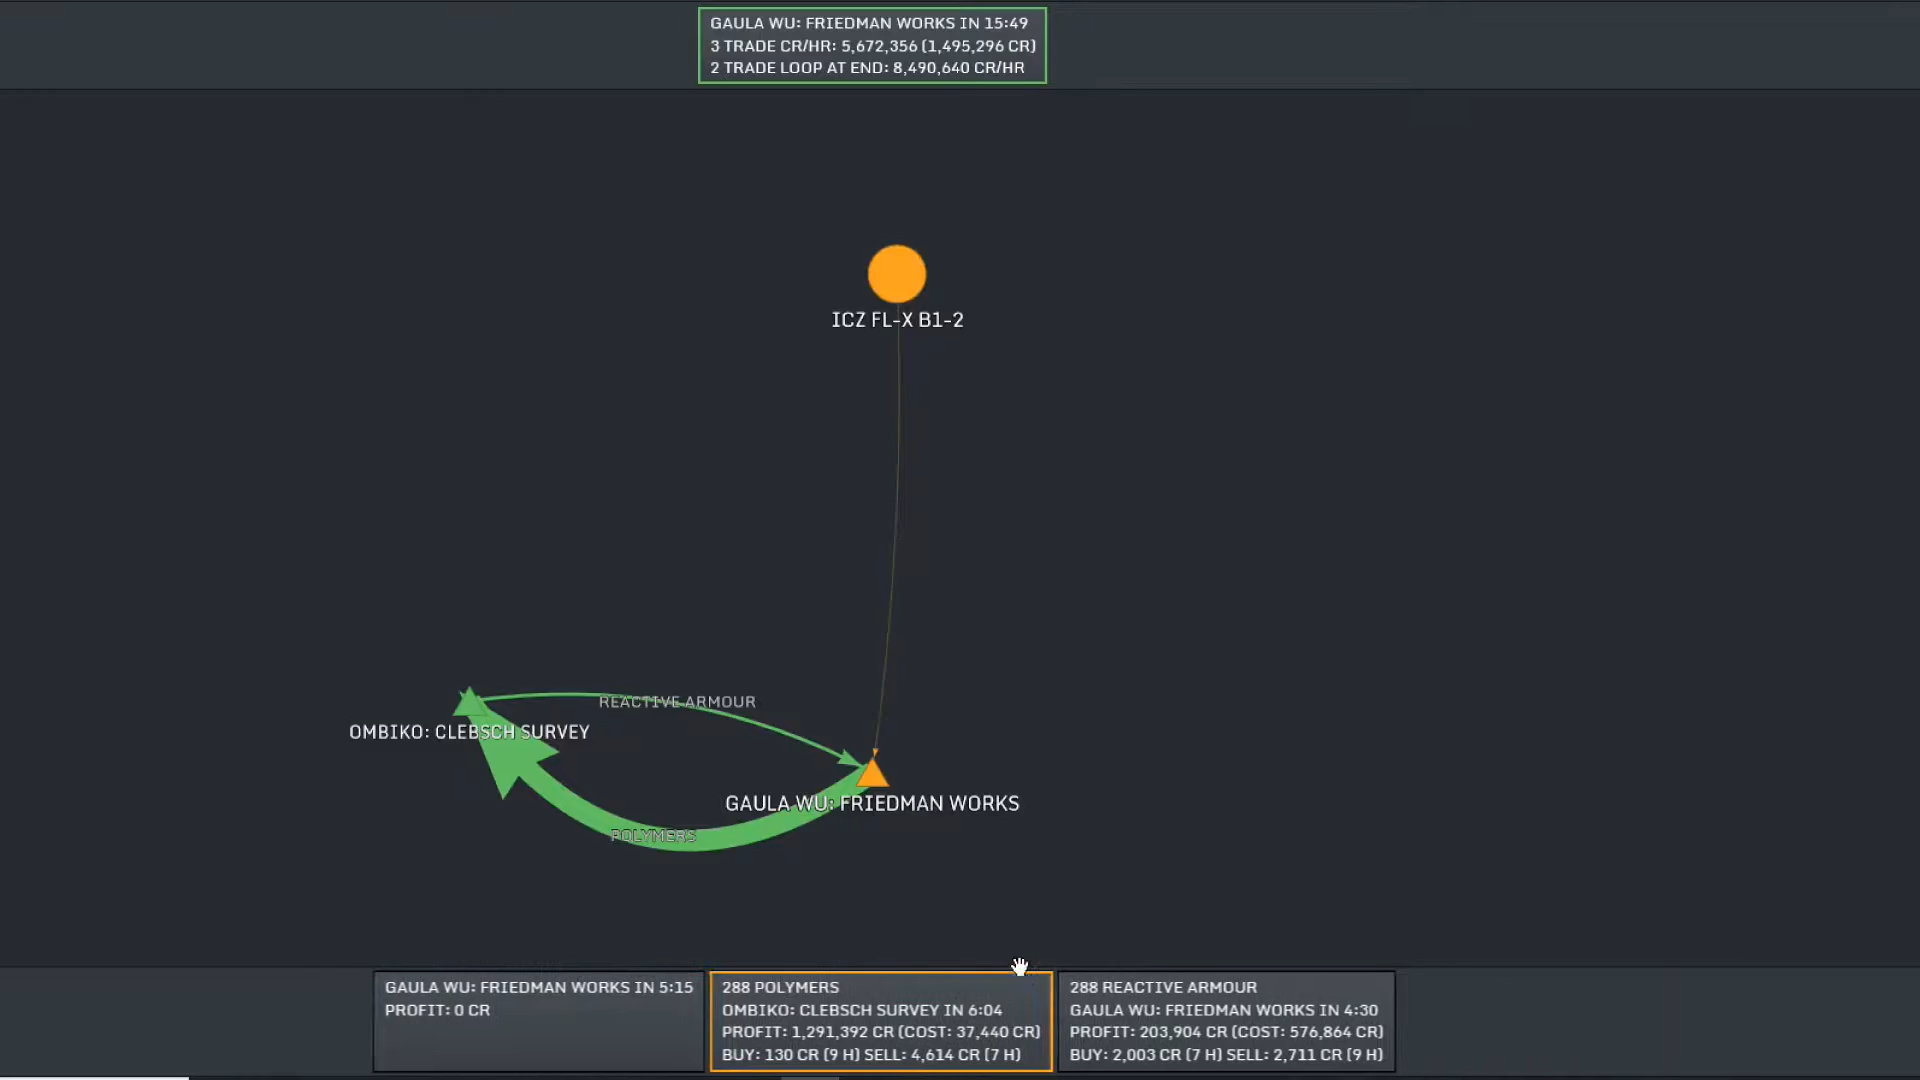 GAULA WU: FRIEDMAN WORKS IN 15:49
3 TRADE CR/HR: 5,672,356 (1,495,296 CR)
2 TRADE LOOP AT END: 8,490,640 CR/HR
ICZ FL-X B1-2
REACTIVE ARMOUR
OMBIKO: CLEBSCH SURVEY
GAULA WU: FRIEDMAN WORKS
POLYMERS
GAULA WU: FRIEDMAN WORKS IN 5:15
PROFIT: 0 CR
288 POLYMERS
OMBIKO: CLEBSCH SURVEY IN 6:04
PROFIT: 1,291,392 CR (COST: 37,440 CR)
BUY: 130 CR (9 H) SELL: 4,614 CR (7 H)
288 REACTIVE ARMOUR
GAULA WU: FRIEDMAN WORKS IN 4:30
PROFIT: 203,904 CR (COST: 576,864 CR)
BUY: 2,003 CR (7 H) SELL: 2,711 CR (9 H)